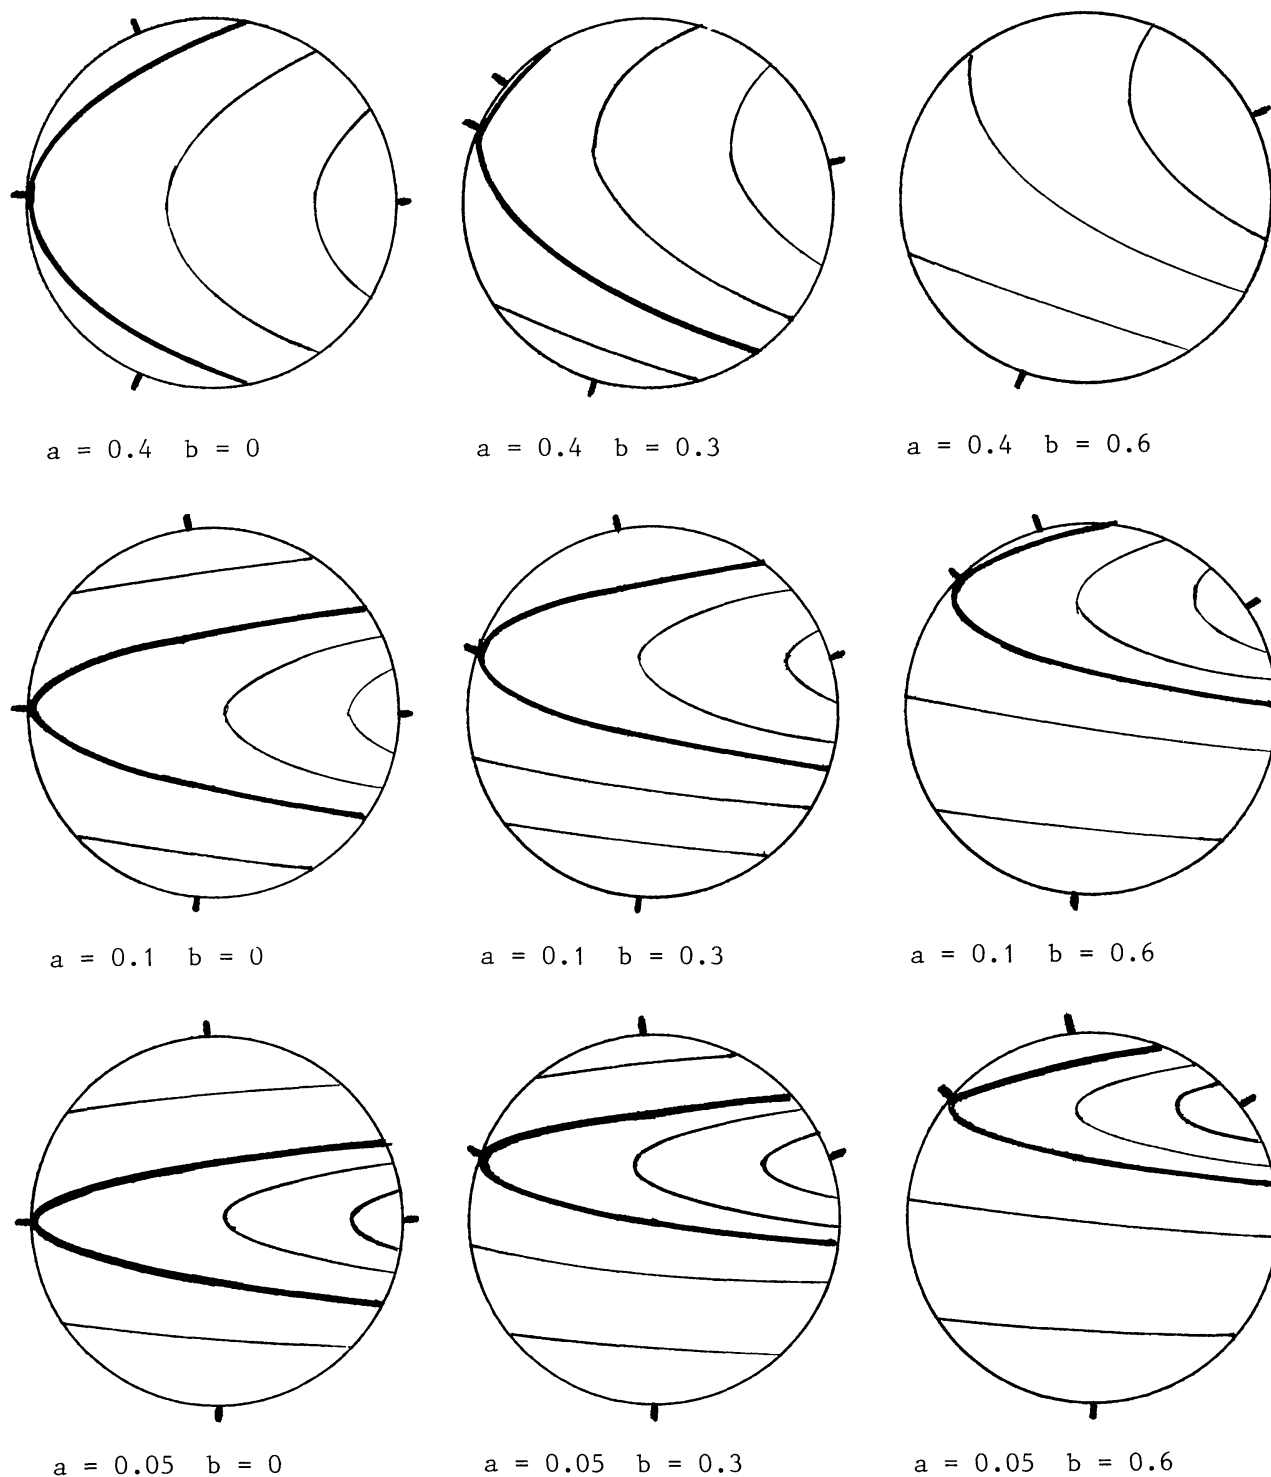 a = 0.4 b = 0
a = 0.4 b = 0.3
a = 0.4 b = 0.6
a = 0.1 b = 0
a = 0.1 b = 0.3
a = 0.1 b = 0.6
a = 0.05 b = 0
a = 0.05 b = 0.3
a = 0.05 b = 0.6